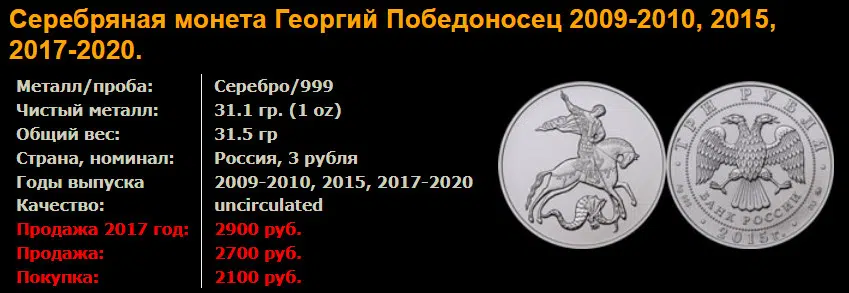 Серебряная монета Георгий Победоносец 2009-2010, 2015,
2017-2020.
Металл/проба: Серебро/999
Чистый металл: 31.1 гр. (1 oz)
Общий вес: 31.5 гр
Страна, номинал: Россия, 3 рубля
Годы выпуска 2009-2010, 2015, 2017-2020
Качество: uncirculated
Продажа 2017 год: 2900 руб.
Продажа: 2700 руб.
Покупка: 2100 руб.
ТРИ РУБЛЯ
БАНК РОССИИ
2015г.